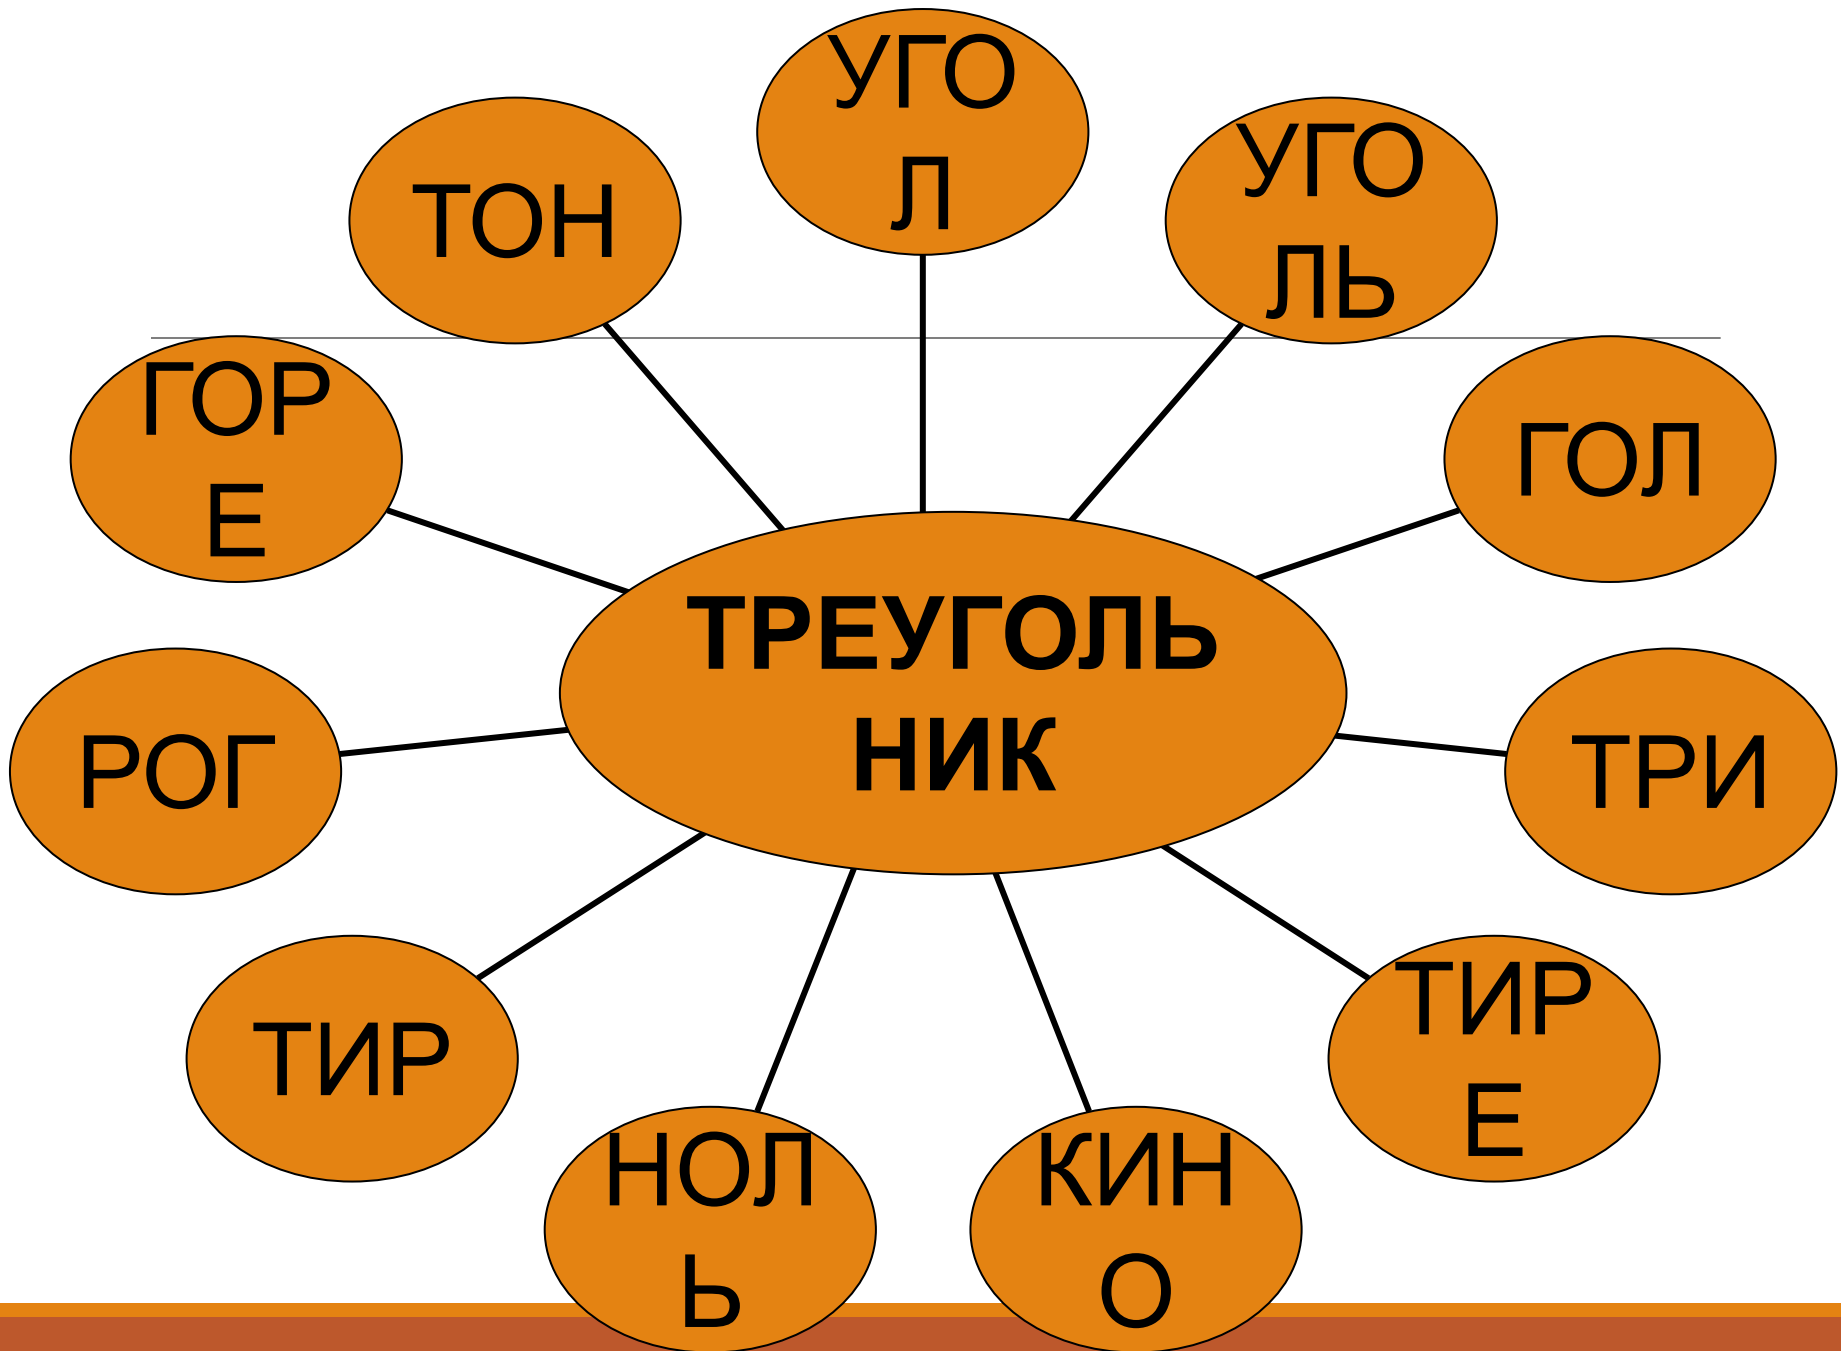 УГО
Л
ТОН
УГО
ЛЬ
ГОР
Е
ГОЛ
ТРЕУГОЛЬ
НИК
РОГ
ТРИ
ТИР
ТИР
Е
НОЛ
Ь
КИН
О